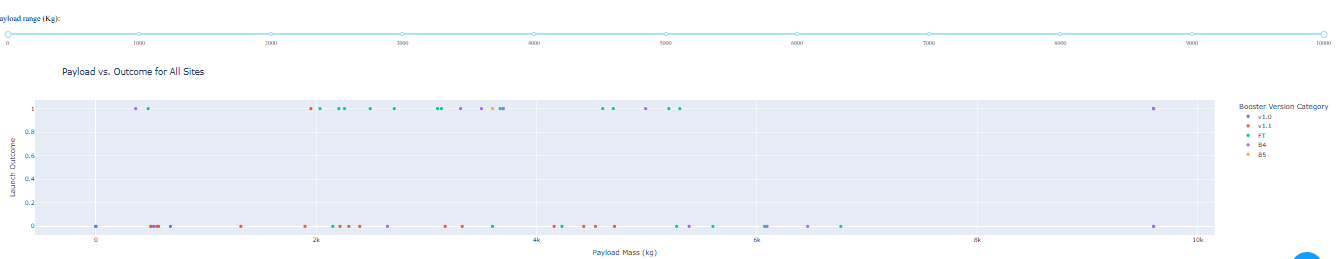 ayload range (Kg):
0 1000 2000 3000 4000 5000 6000 7000 8000 9000 10000
Payload vs. Outcome for All Sites
Booster Version Category
v1.0
v1.1
FT
B4
B5
Launch Outcome
1
0.8
0.6
0.4
0.2
0
0 2k 4k 6k 8k 10k
Payload Mass (kg)